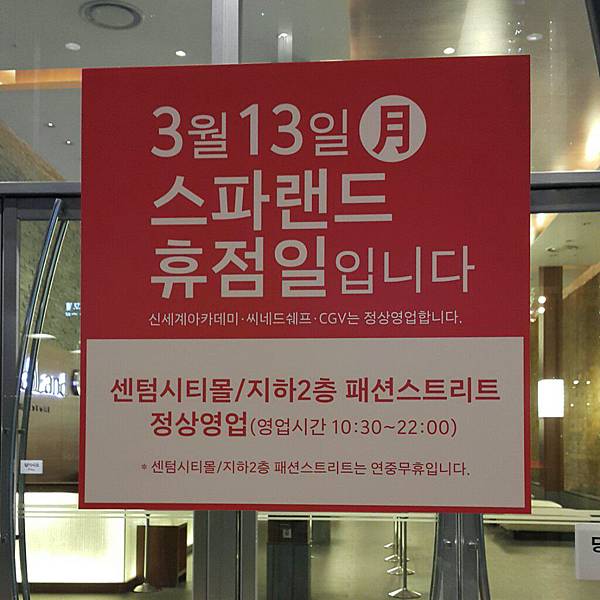 3월 13일 月
스파랜드
휴점일입니다
신세계아카데미·씨네드쉐프·CGV는 정상영업합니다.
센텀시티몰/지하2층 패션스트리트
정상영업(영업시간 10:30~22:00)
* 센텀시티몰/지하2층 패션스트리트는 연중무휴입니다.